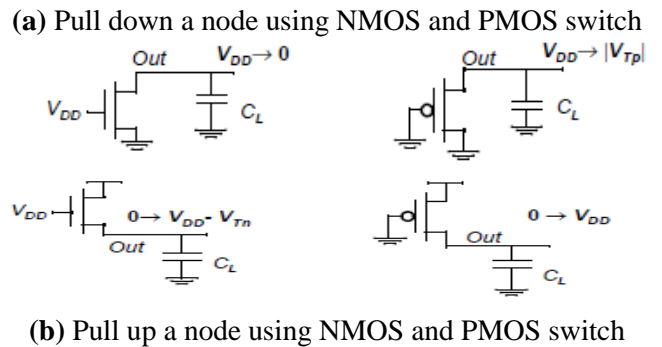 (a) Pull down a node using NMOS and PMOS switch
Out V_DD → 0 V_DD → |V_Tp|
Out
V_DD C_L C_L
V_DD 0 → V_DD - V_Tn 0 → V_DD
Out Out
C_L C_L
(b) Pull up a node using NMOS and PMOS switch